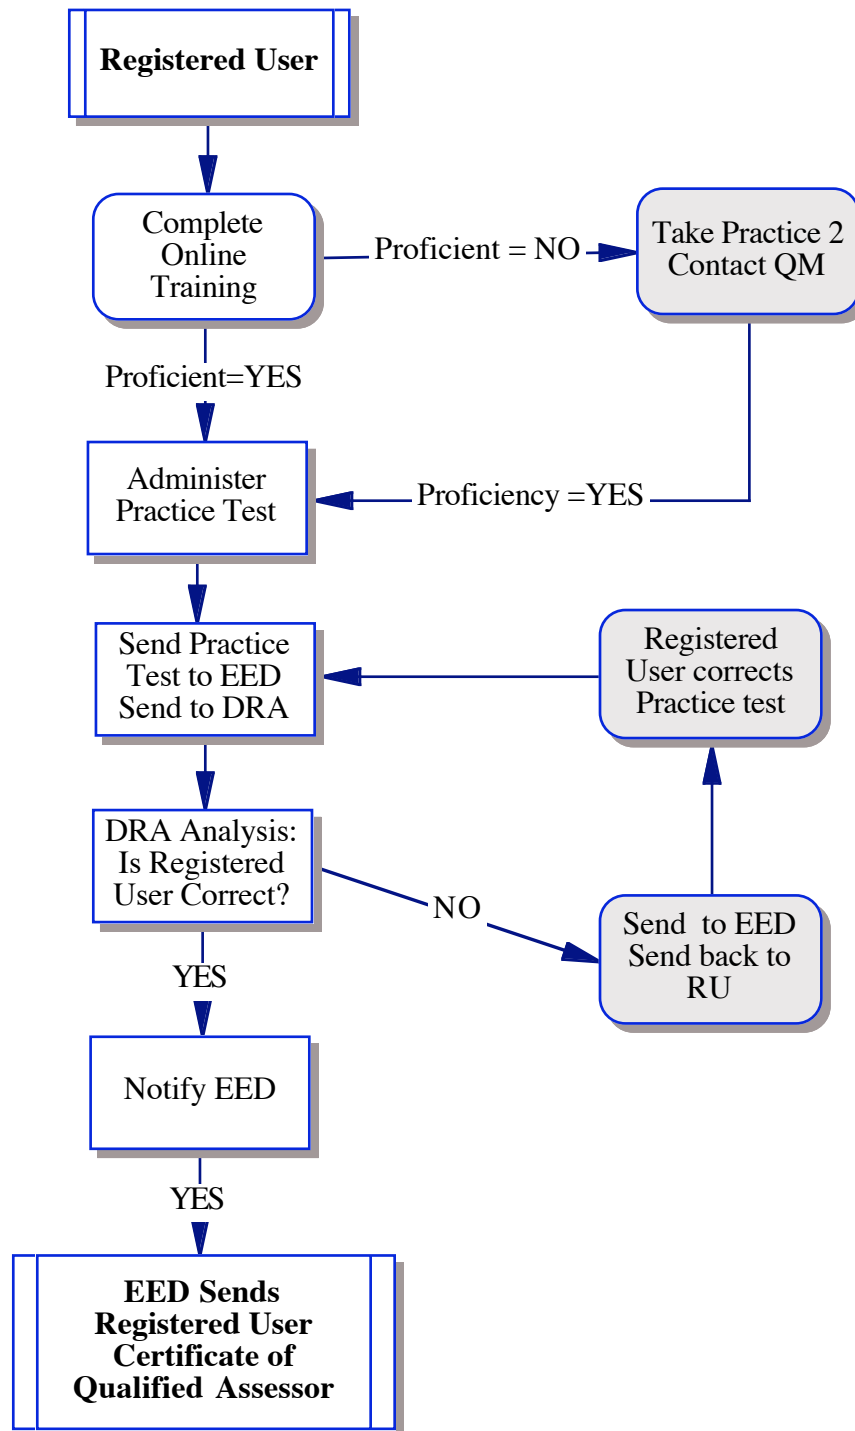 Registered User
Complete
Online
Training
Proficient = NO
Take Practice 2
Contact QM
Proficient=YES
Administer
Practice Test
Proficiency =YES
Send Practice
Test to EED
Send to DRA
Registered
User corrects
Practice test
DRA Analysis:
Is Registered
User Correct?
NO
Send to EED
Send back to
RU
YES
Notify EED
YES
EED Sends
Registered User
Certificate of
Qualified Assessor